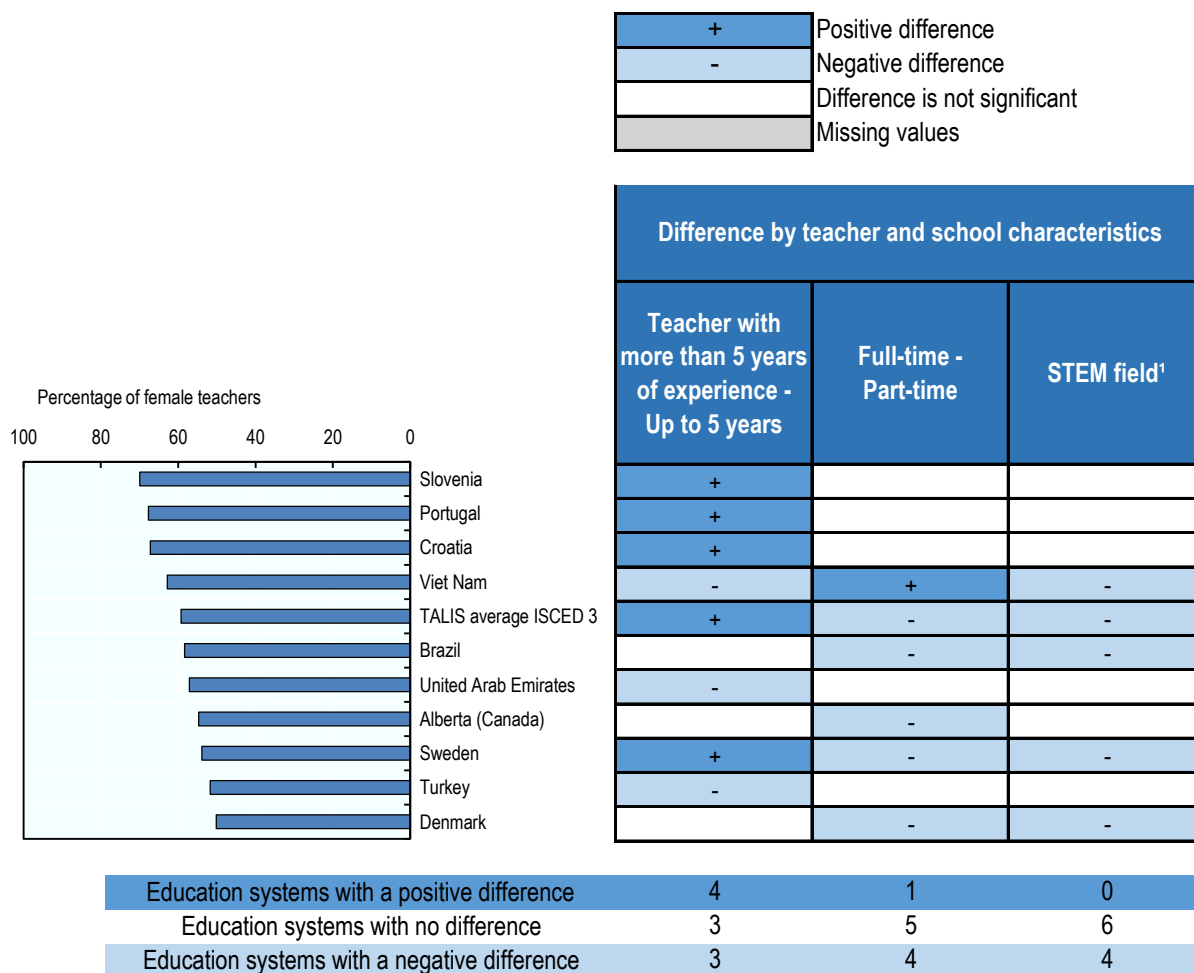 + Positive difference
- Negative difference
Difference is not significant
Missing values
Difference by teacher and school characteristics
Teacher with
more than 5 years
of experience -
Up to 5 years
Full-time -
Part-time
STEM field¹
Percentage of female teachers
100 80 60 40 20 0
Slovenia +
Portugal +
Croatia +
Viet Nam - + -
TALIS average ISCED 3 + - -
Brazil - -
United Arab Emirates -
Alberta (Canada) -
Sweden + - -
Turkey -
Denmark - -
Education systems with a positive difference 4 1 0
Education systems with no difference 3 5 6
Education systems with a negative difference 3 4 4